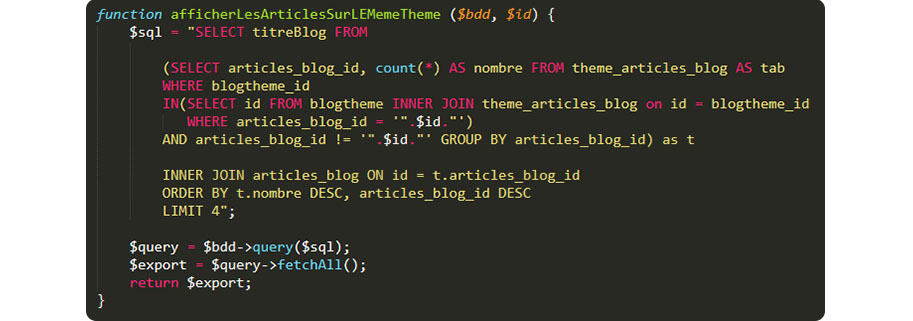 function afficherLesArticlesSurLEMemeTheme ($bdd, $id) {
$sql = "SELECT titreBlog FROM
(SELECT articles_blog_id, count(*) AS nombre FROM theme_articles_blog AS tab
WHERE blogtheme_id
IN(SELECT id FROM blogtheme INNER JOIN theme_articles_blog on id = blogtheme_id
WHERE articles_blog_id = '".$id."')
AND articles_blog_id != '".$id."' GROUP BY articles_blog_id) as t
INNER JOIN articles_blog ON id = t.articles_blog_id
ORDER BY t.nombre DESC, articles_blog_id DESC
LIMIT 4";
$query = $bdd->query($sql);
$export = $query->fetchAll();
return $export;
}